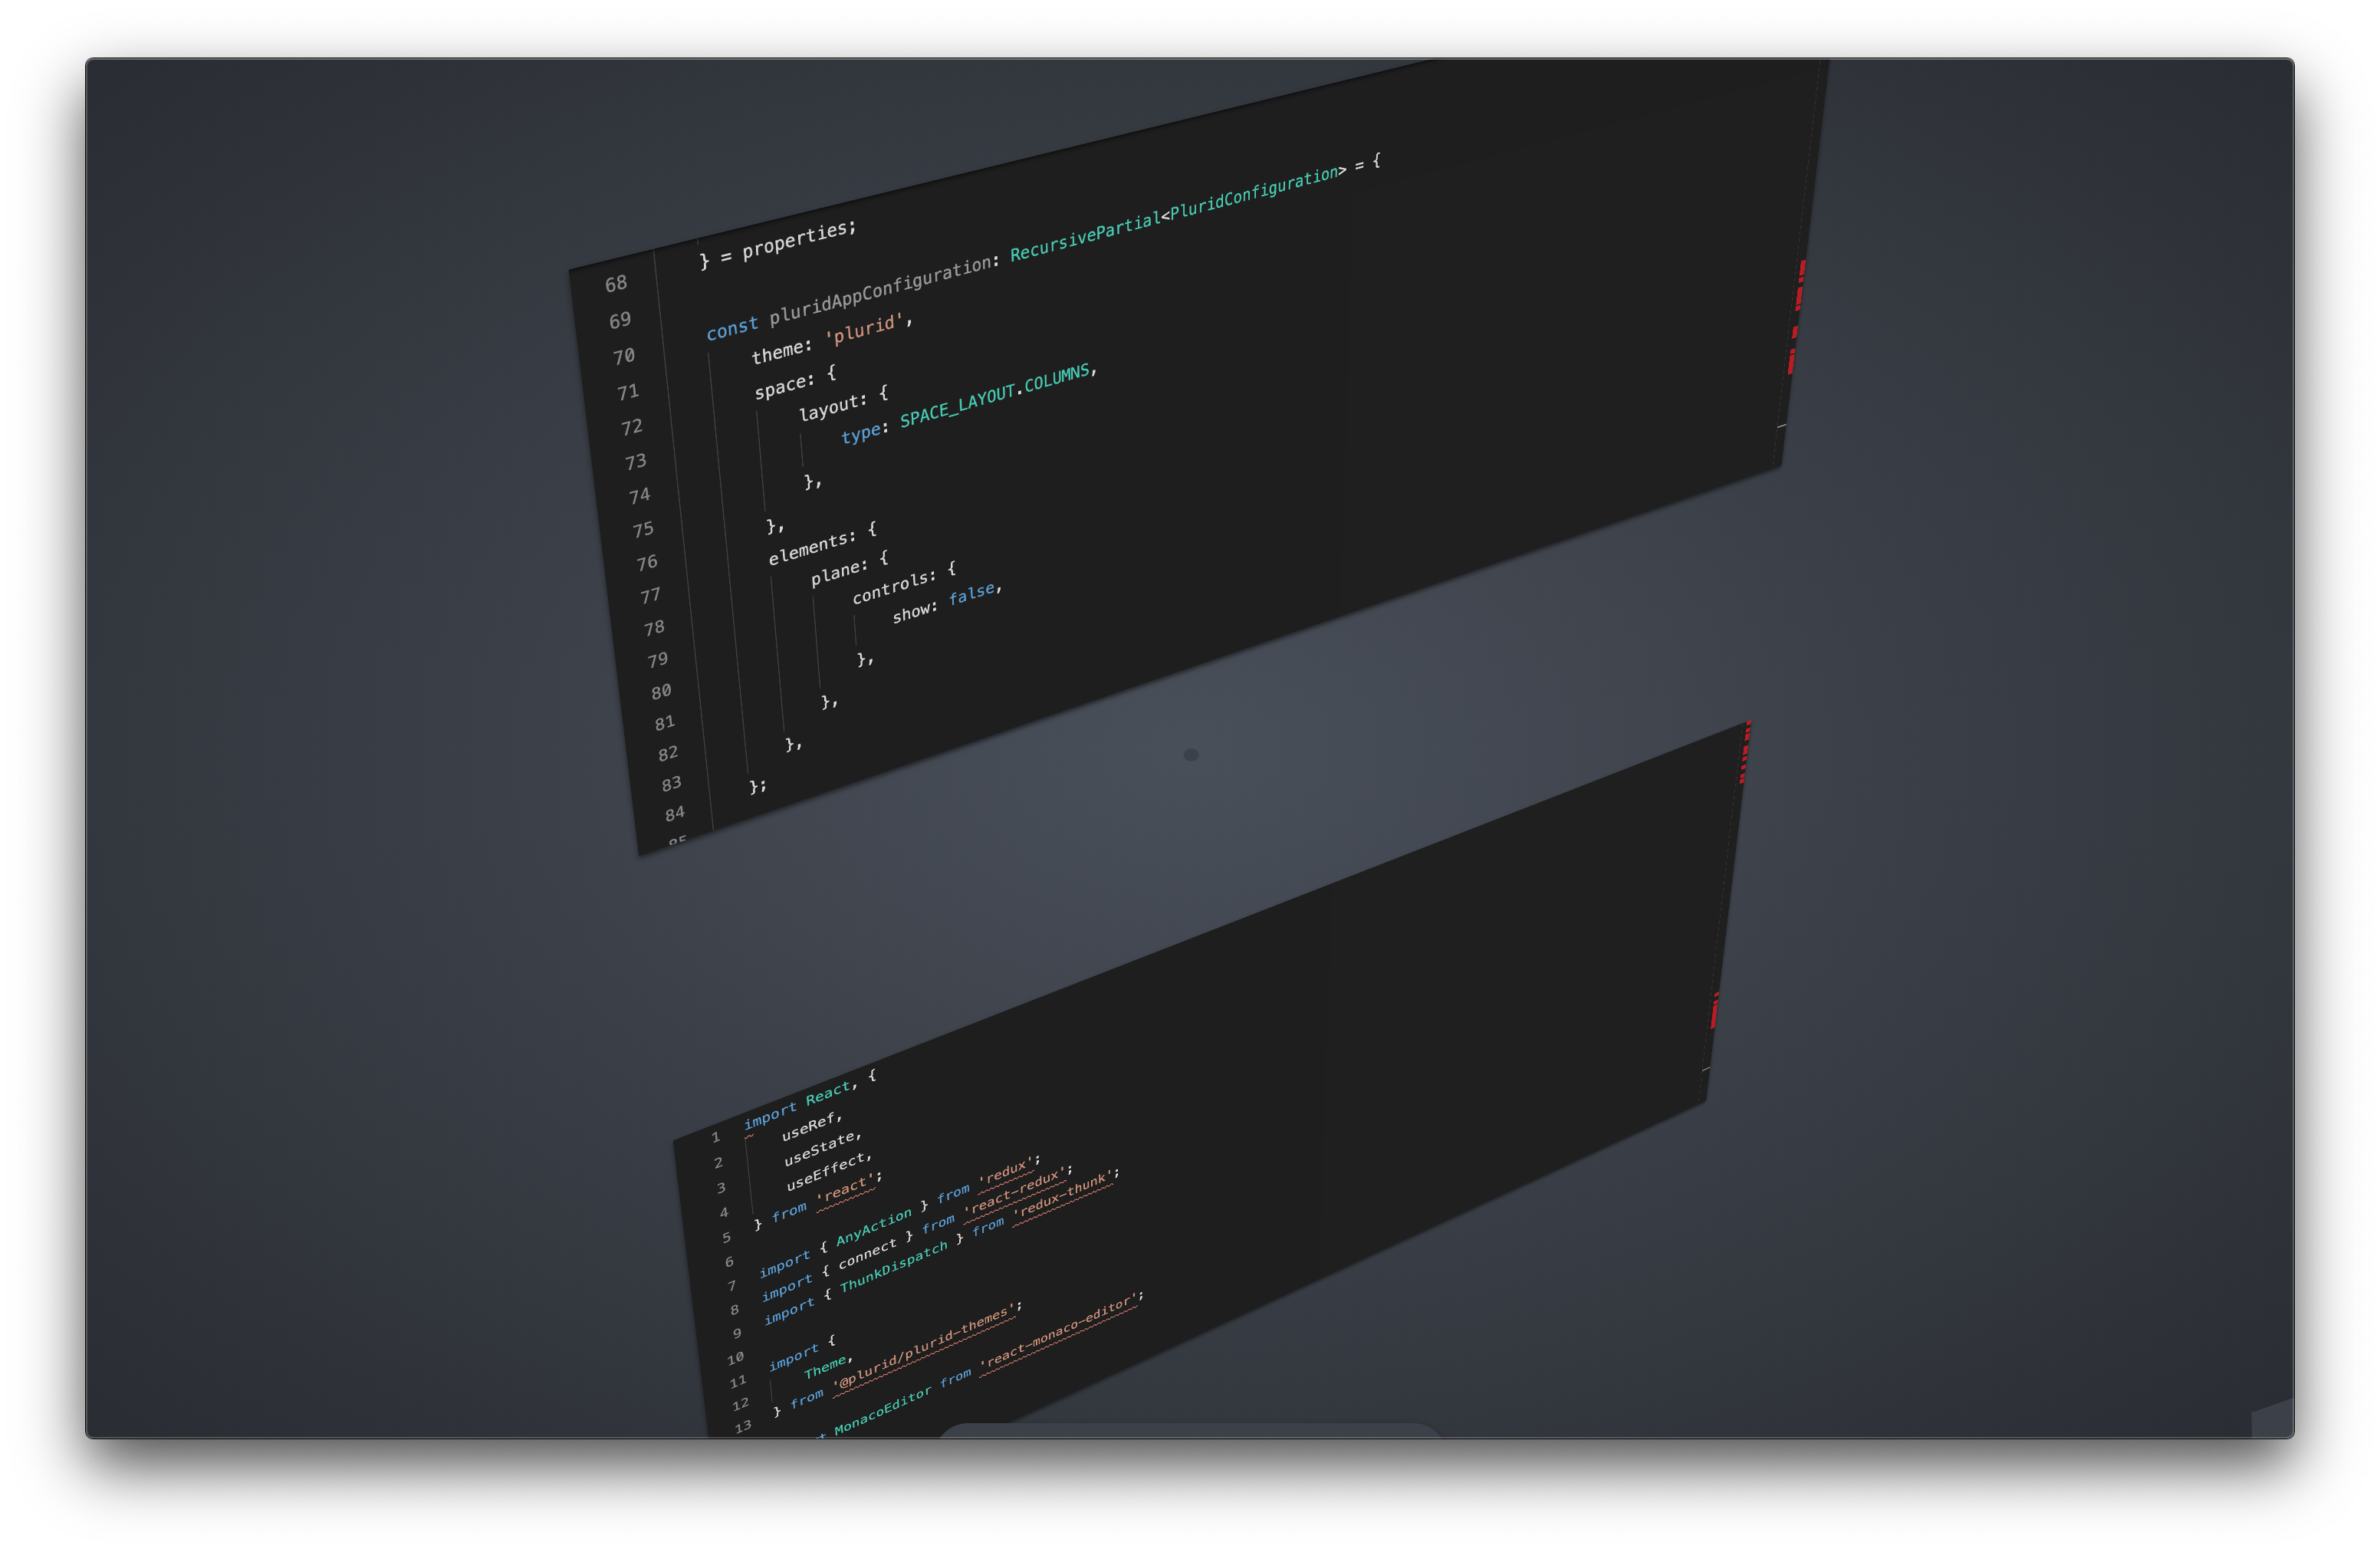 68 } = properties;
69
70 const pluridAppConfiguration: RecursivePartial<PluridConfiguration> = {
71 theme: 'plurid',
72 space: {
73 layout: {
74 type: SPACE_LAYOUT.COLUMNS,
75 },
76 },
77 elements: {
78 plane: {
79 controls: {
80 show: false,
81 },
82 },
83 },
84 };
1 import React, {
2 useRef,
3 useState,
4 useEffect,
5 } from 'react';
6
7 import { AnyAction } from 'redux';
8 import { connect } from 'react-redux';
9 import { ThunkDispatch } from 'redux-thunk';
10
11 import {
12 Theme,
13 } from '@plurid/plurid-themes';
MonacoEditor from 'react-monaco-editor';